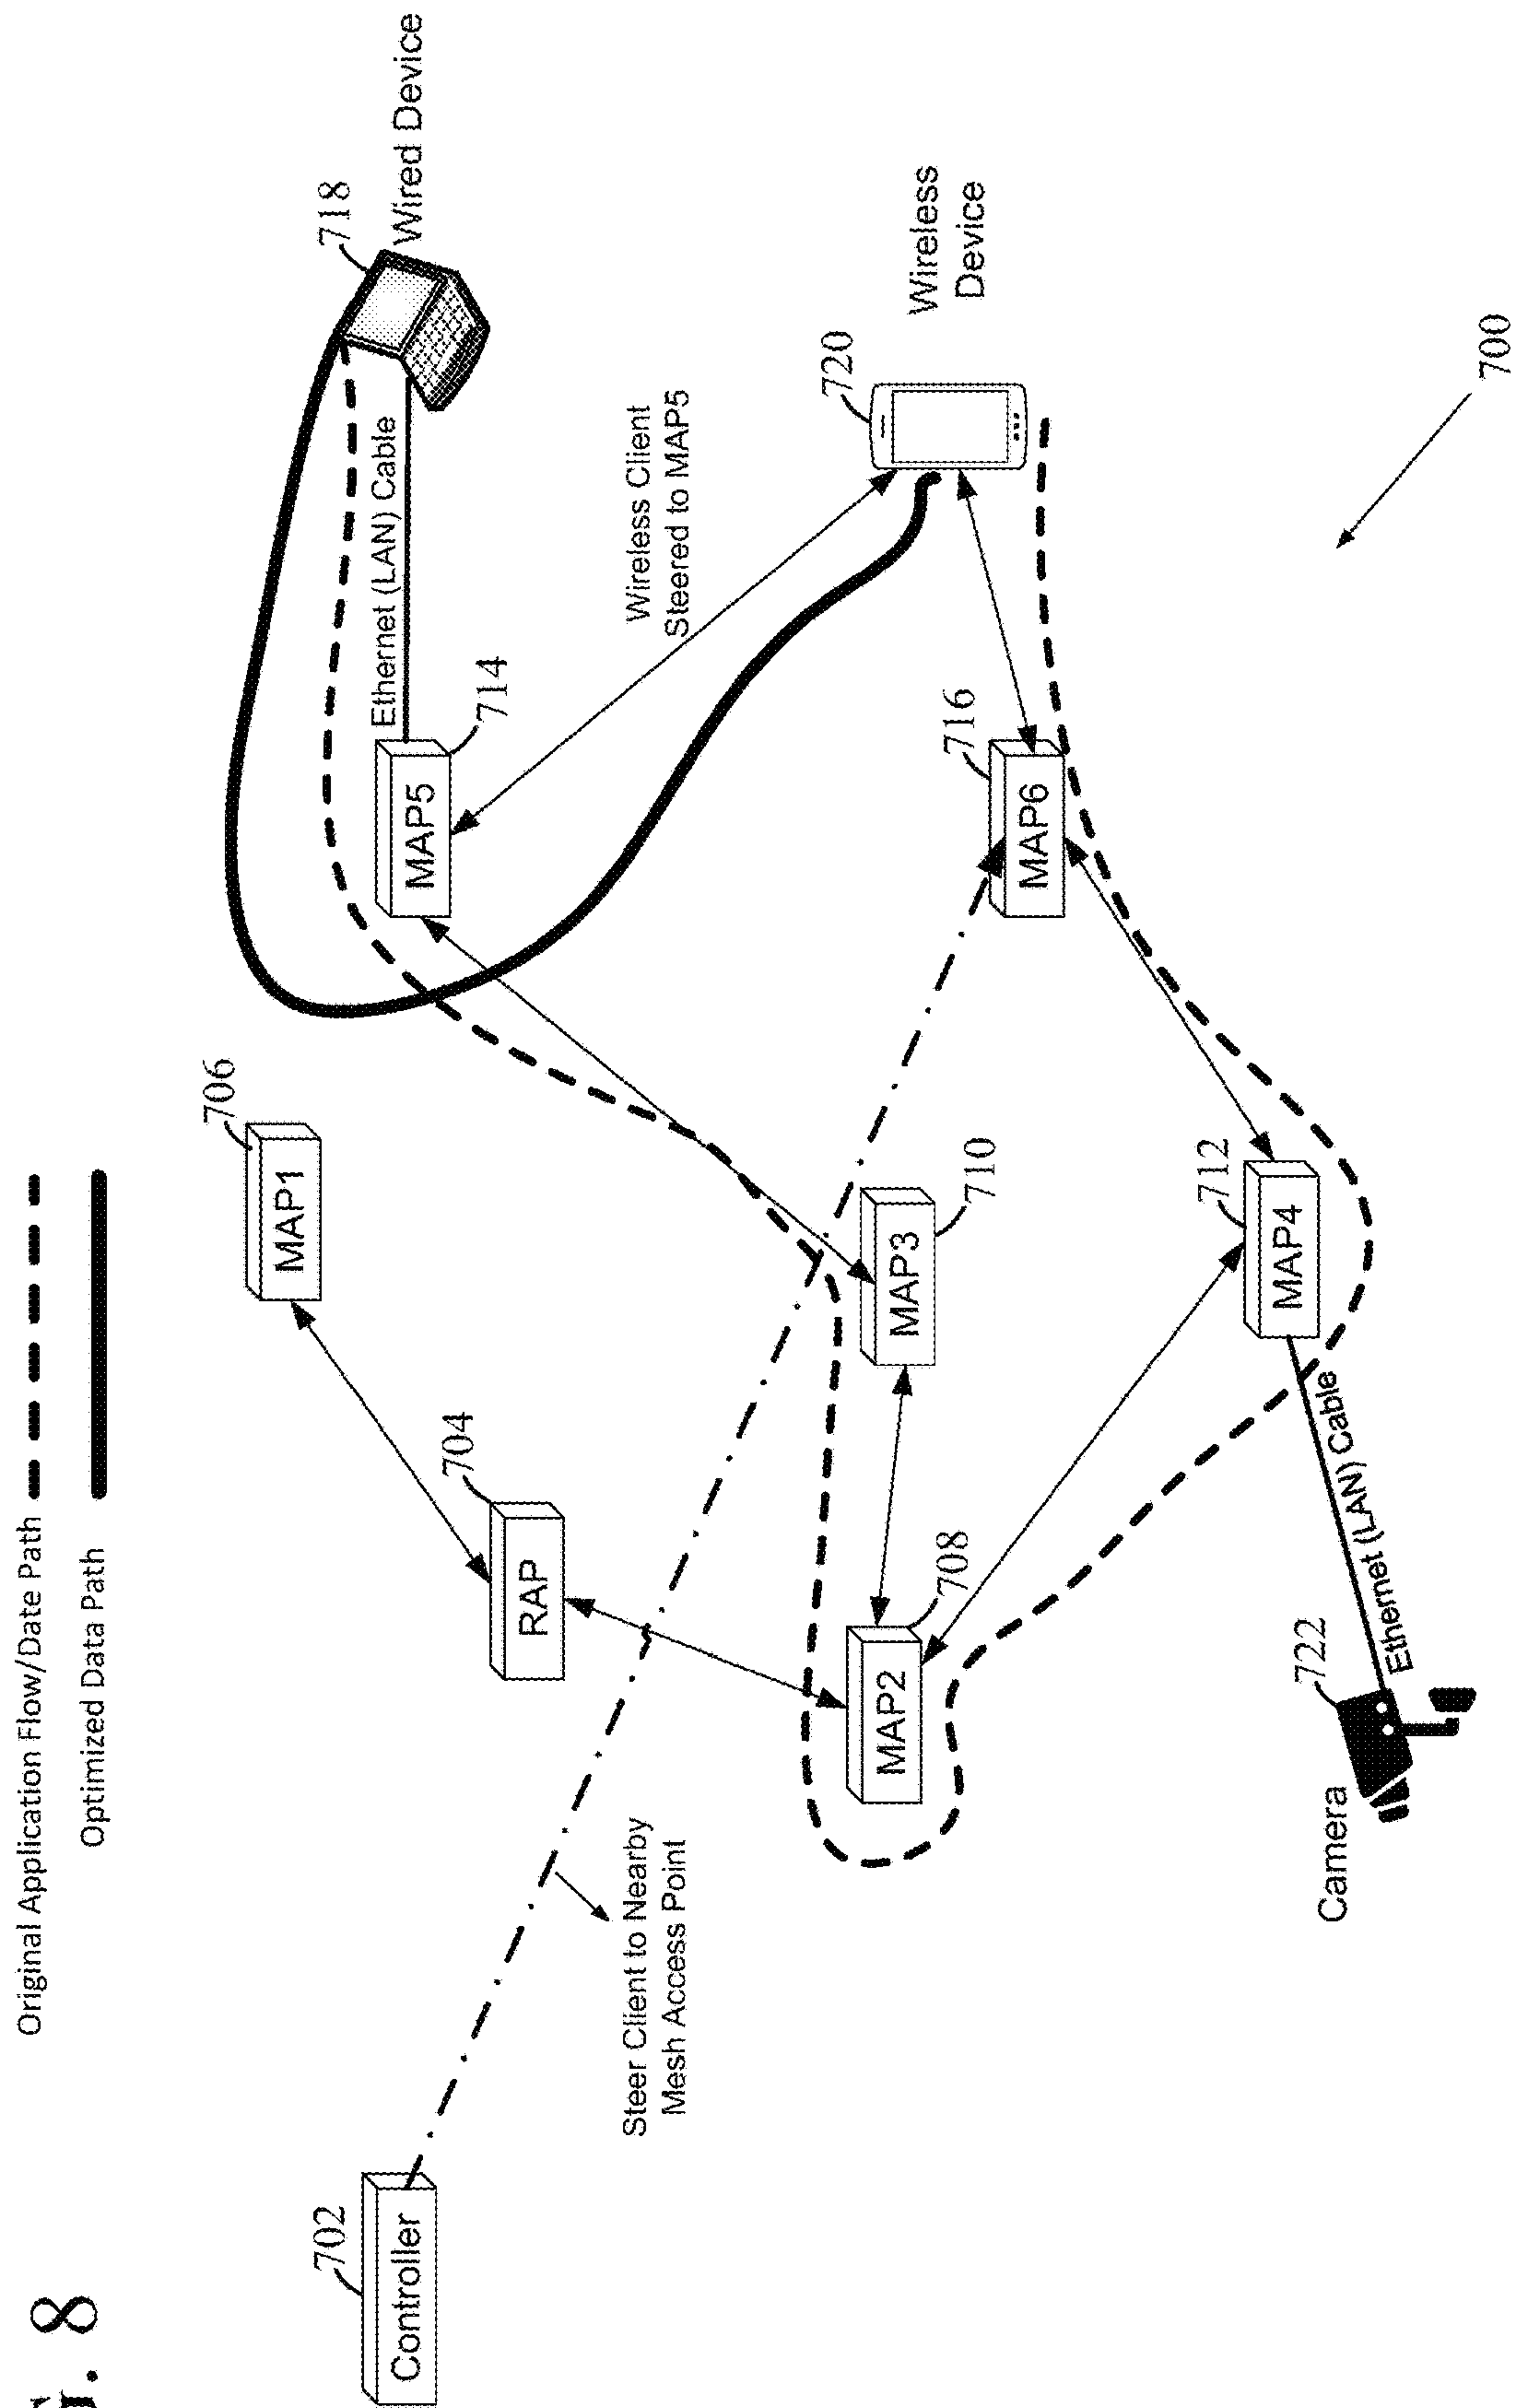 G. 8
Original Application Flow/Date Path
Optimized Data Path
702
Controller
Steer Client to Nearby
Mesh Access Point
704
RAP
706
MAP1
708
MAP2
710
MAP3
712
MAP4
714
MAP5
716
MAP6
Ethernet (LAN) Cable
718
Wired Device
Wireless Client
Steered to MAP5
720
Wireless
Device
722
Camera
Ethernet (LAN) Cable
700